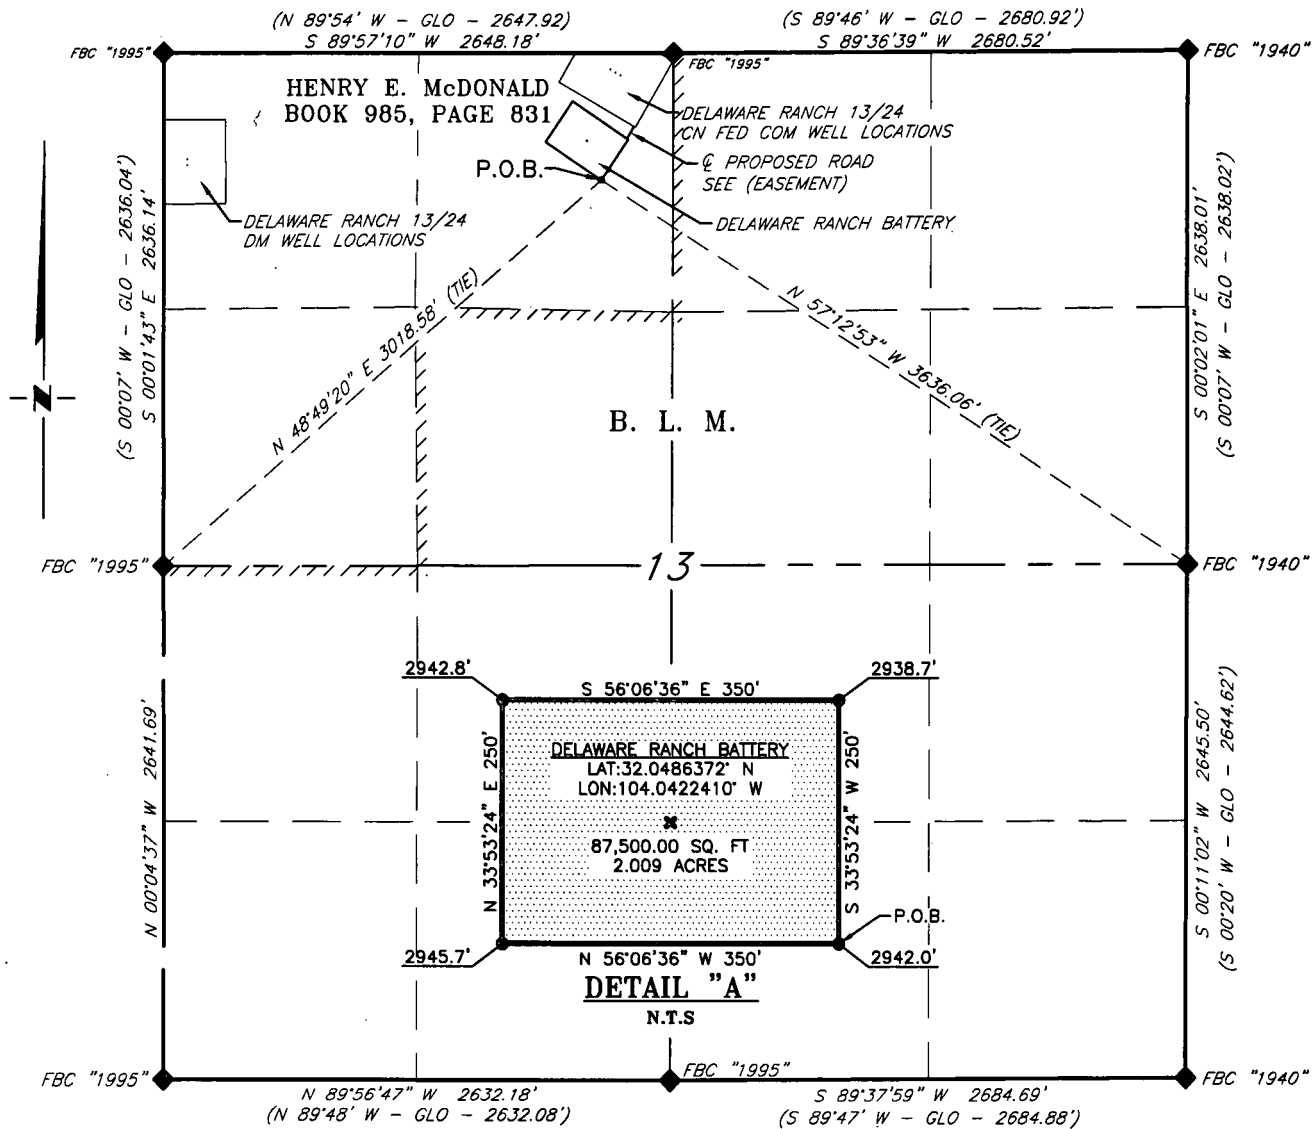 (N 89°54' W - GLO - 2647.92)
S 89°57'10" W 2648.18'
(S 89°46' W - GLO - 2680.92')
S 89°36'39" W 2680.52'
FBC "1995"
FBC "1995"
FBC "1940"
HENRY E. McDONALD
BOOK 985, PAGE 831
DELAWARE RANCH 13/24
CN FED COM WELL LOCATIONS
℄ PROPOSED ROAD
SEE (EASEMENT)
P.O.B.
DELAWARE RANCH BATTERY
DELAWARE RANCH 13/24
DM WELL LOCATIONS
(S 00°07' W - GLO - 2636.04')
S 00°01'43" E 2636.14'
S 00°02'01" E 2638.01'
(S 00°07' W - GLO - 2638.02')
N 48°49'20" E 3018.58' (TIE)
N 57°12'53" W 3636.06' (TIE)
N
B. L. M.
FBC "1995"
13
FBC "1940"
2942.8'
S 56°06'36" E 350'
2938.7'
N 00°04'37" W 2641.69'
N 33°53'24" E 250'
DELAWARE RANCH BATTERY
LAT:32.0486372° N
LON:104.0422410° W
87,500.00 SQ. FT
2.009 ACRES
S 33°53'24" W 250'
P.O.B.
S 00°11'02" W 2645.50'
(S 00°20' W - GLO - 2644.62')
2945.7'
N 56°06'36" W 350'
2942.0'
DETAIL "A"
N.T.S
FBC "1995"
FBC "1995"
FBC "1940"
N 89°56'47" W 2632.18'
(N 89°48' W - GLO - 2632.08')
S 89°37'59" W 2684.69'
(S 89°47' W - GLO - 2684.88')